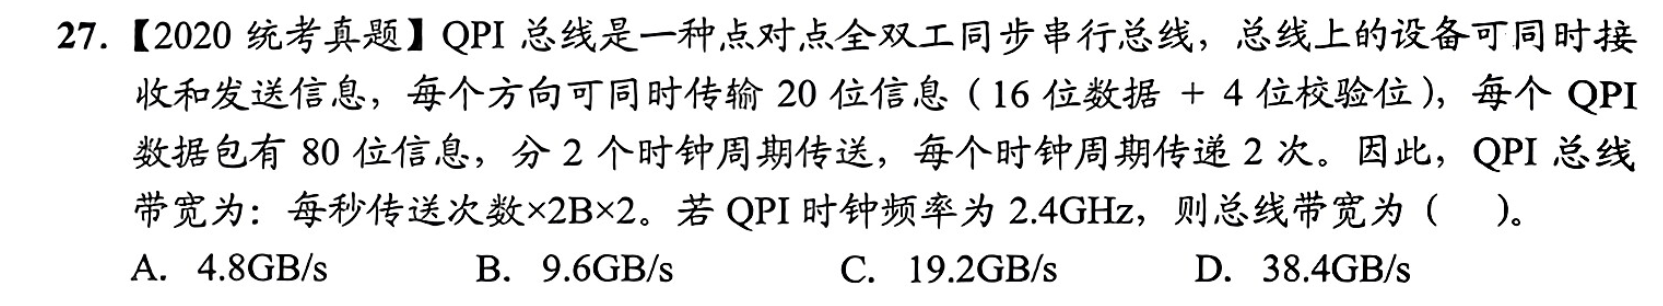 27.【2020 统考真题】QPI 总线是一种点对点全双工同步串行总线，总线上的设备可同时接
收和发送信息，每个方向可同时传输 20 位信息（16 位数据 + 4 位校验位），每个 QPI
数据包有 80 位信息，分 2 个时钟周期传送，每个时钟周期传递 2 次。因此，QPI 总线
带宽为：每秒传送次数×2B×2。若 QPI 时钟频率为 2.4GHz，则总线带宽为（　）。
A. 4.8GB/s B. 9.6GB/s C. 19.2GB/s D. 38.4GB/s